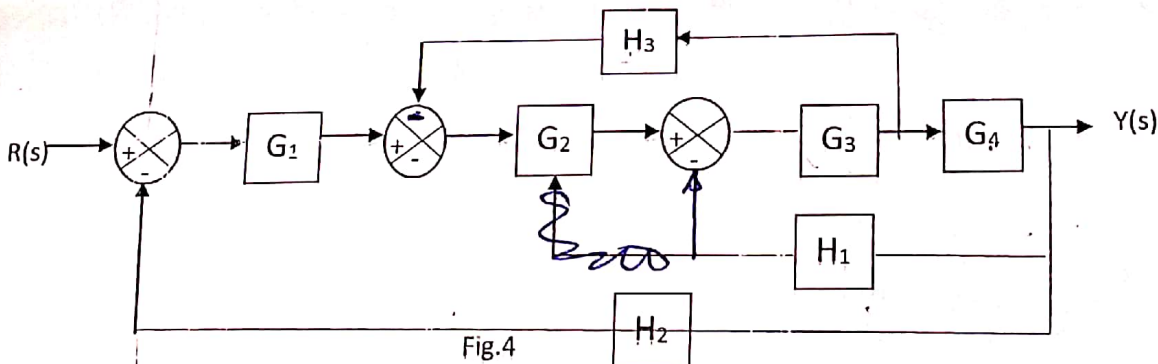 H3
R(s) + - G1 + - - G2 + - G3 G4 Y(s)
H1
H2
Fig.4